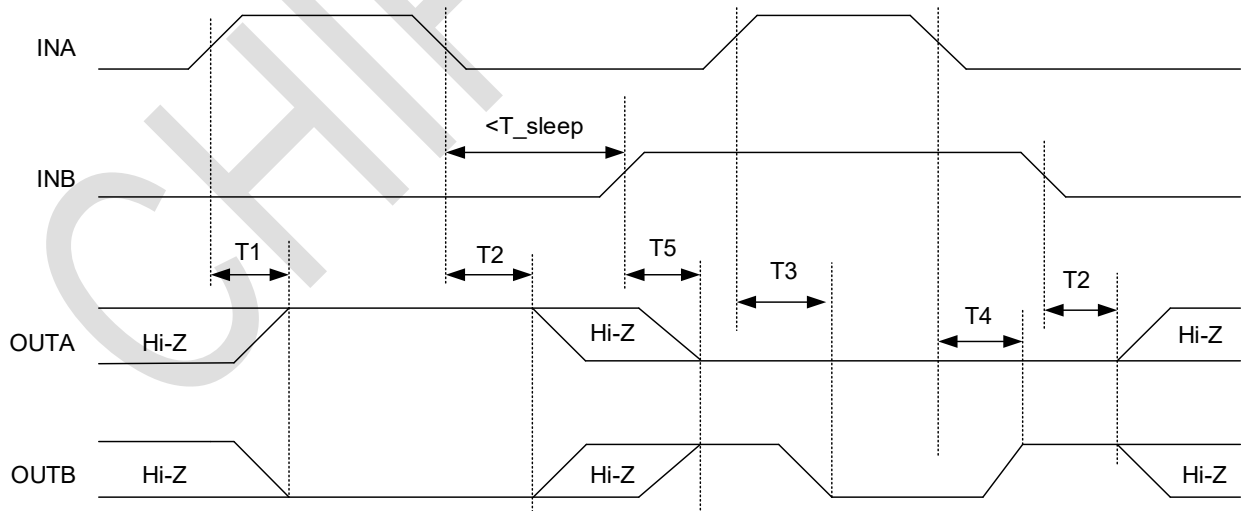 INA
<T_sleep
INB
T1
T2
T5
T3
T2
T4
OUTA
Hi-Z
Hi-Z
Hi-Z
OUTB
Hi-Z
Hi-Z
Hi-Z